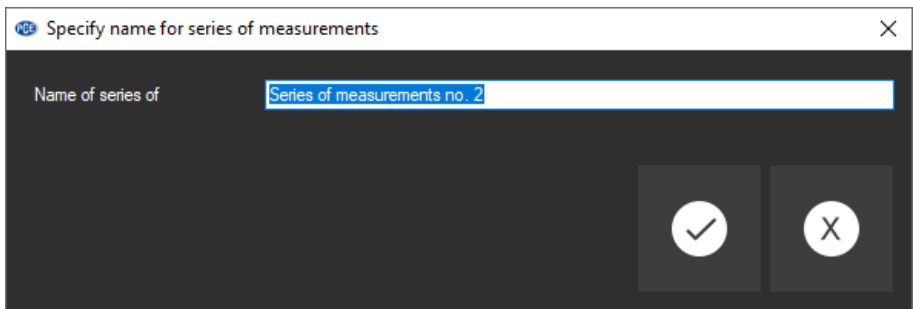 PCE Specify name for series of measurements
Name of series of Series of measurements no. 2
X